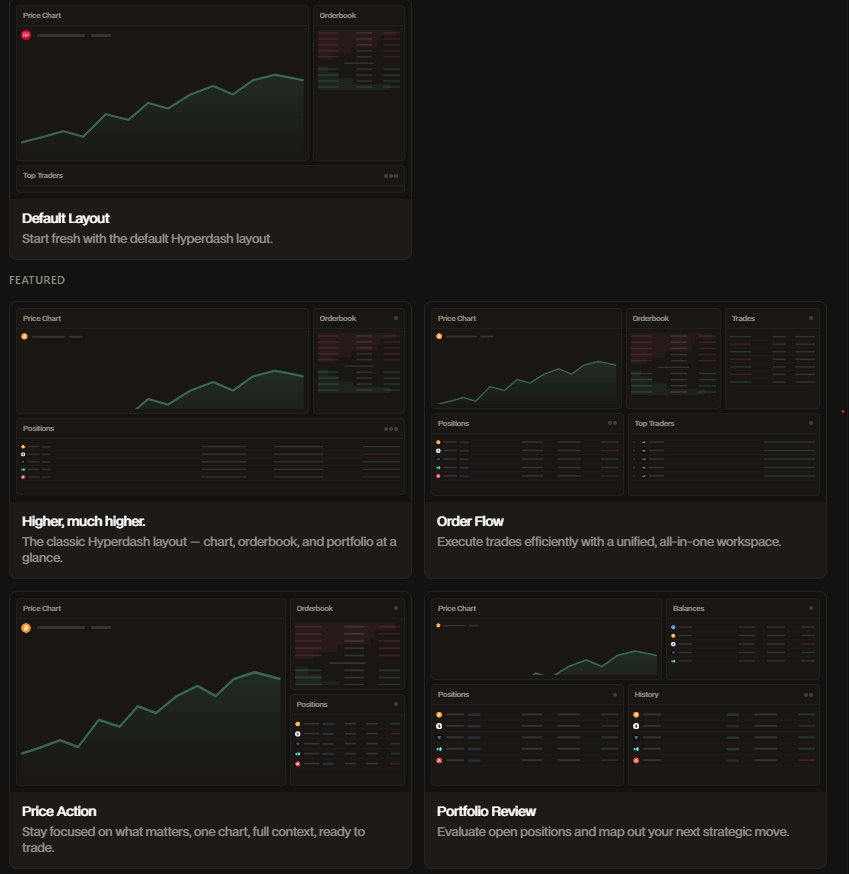 Price Chart
Orderbook
Top Traders
Default Layout
Start fresh with the default Hyperdash layout.
FEATURED
Price Chart
Orderbook
Positions
Higher, much higher.
The classic Hyperdash layout — chart, orderbook, and portfolio at a
glance.
Price Chart
Orderbook
Trades
Positions
Top Traders
Order Flow
Execute trades efficiently with a unified, all-in-one workspace.
Price Chart
Orderbook
Positions
Price Action
Stay focused on what matters, one chart, full context, ready to
trade.
Price Chart
Balances
Positions
History
Portfolio Review
Evaluate open positions and map out your next strategic move.